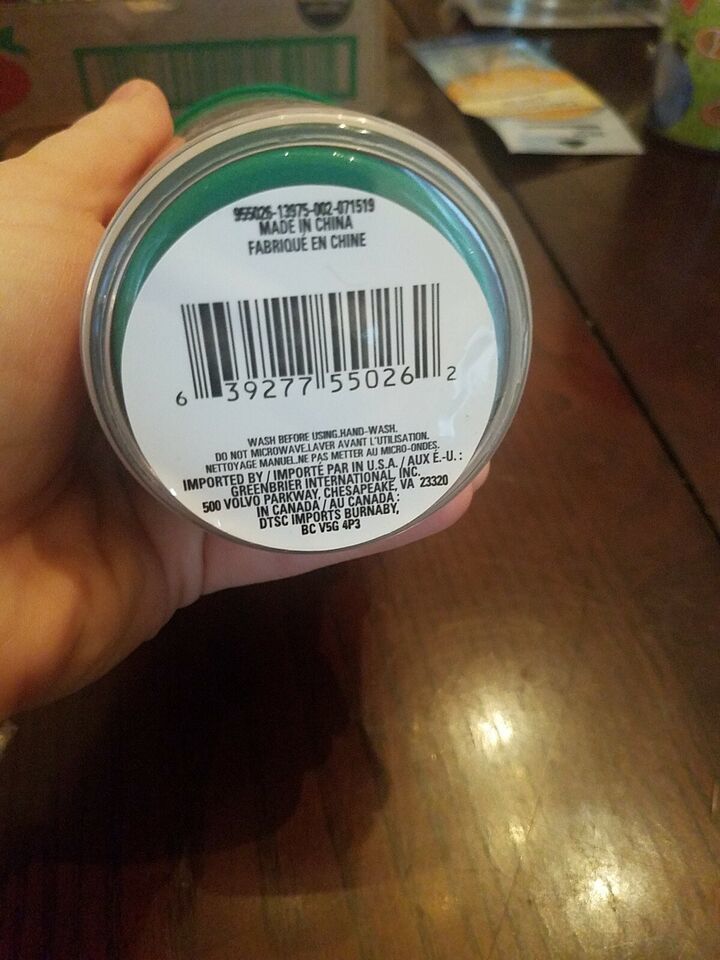 955026-13975-002-071519
MADE IN CHINA
FABRIQUÉ EN CHINE
6 39277 55026 2
WASH BEFORE USING.HAND-WASH.
DO NOT MICROWAVE.LAVER AVANT L'UTILISATION.
NETTOYAGE MANUEL.NE PAS METTER AU MICRO-ONDES.
IMPORTED BY / IMPORTÉ PAR IN U.S.A. / AUX É.-U. :
GREENBRIER INTERNATIONAL, INC.
500 VOLVO PARKWAY, CHESAPEAKE, VA 23320
IN CANADA / AU CANADA :
DTSC IMPORTS BURNABY,
BC V5G 4P3